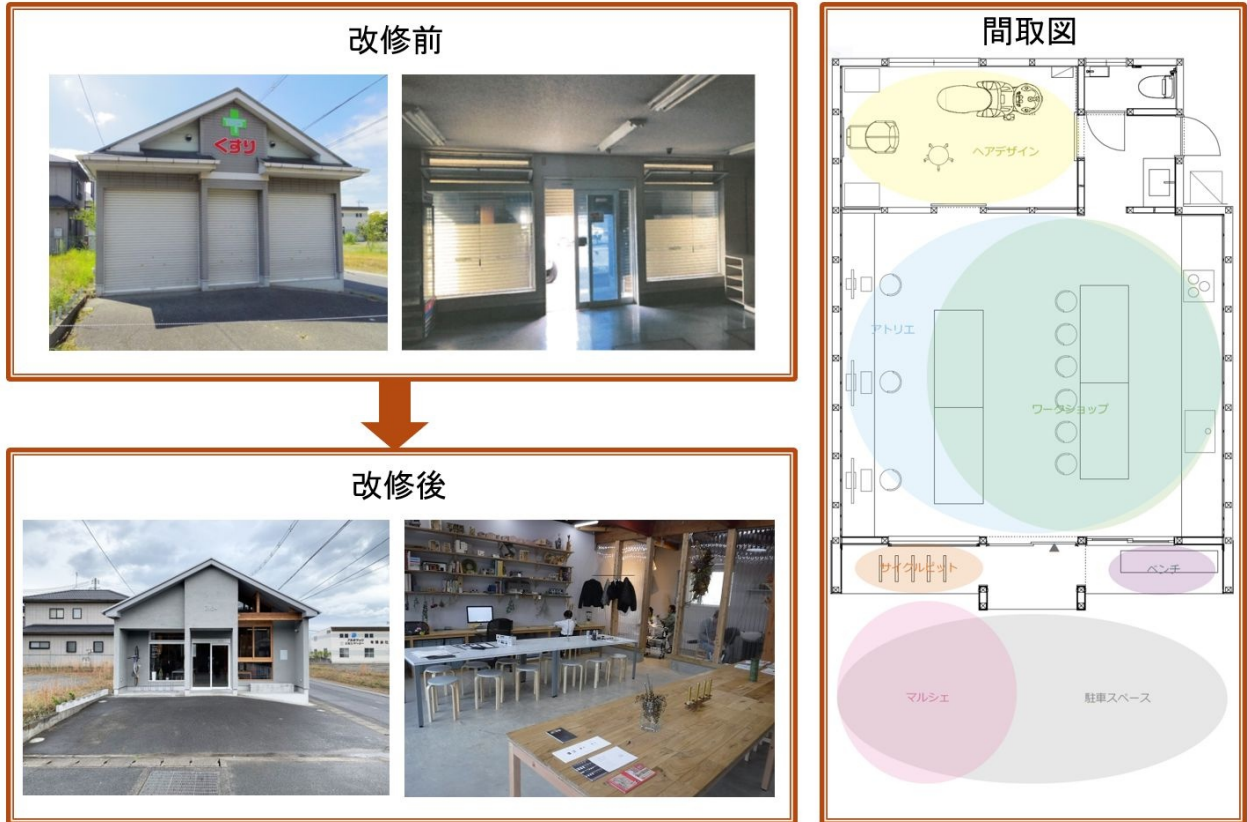 改修前
くすり
改修後
間取図
ヘアデザイン
アトリエ
ワークショップ
サイクルピット
ベンチ
マルシェ
駐車スペース